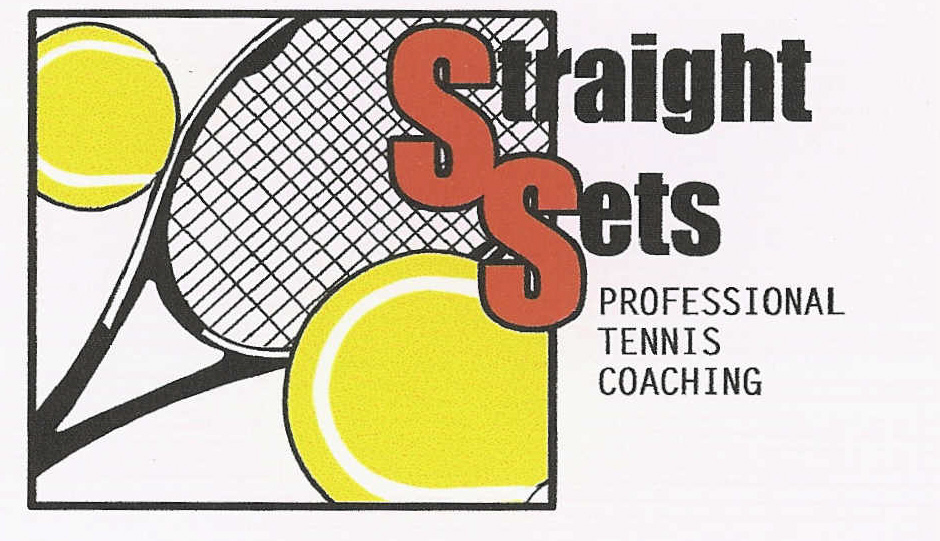 Straight
Sets
PROFESSIONAL
TENNIS
COACHING